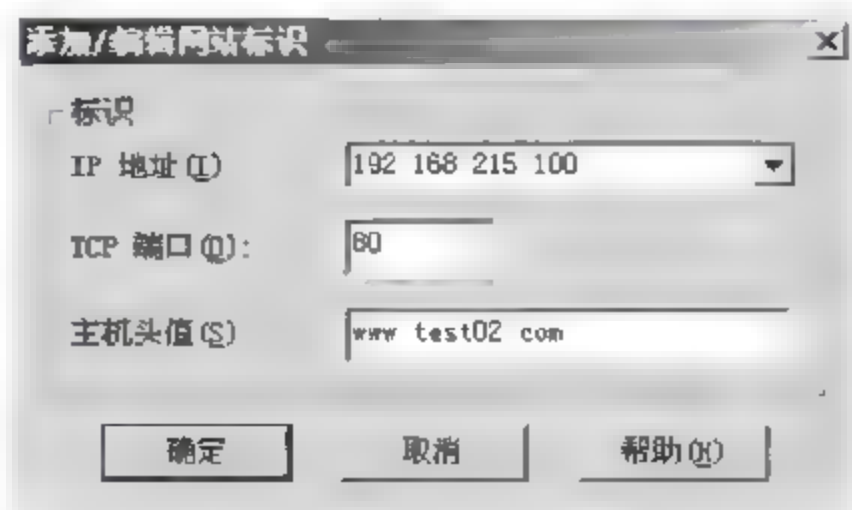 添加/编辑网站标识
标识
IP 地址(I)
192 168 215 100
TCP 端口(O):
80
主机头值(S)
www test02 com
确定
取消
帮助(H)